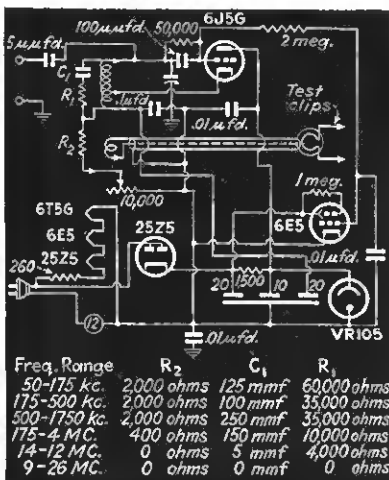 6J5G
100μμfd.
50,000
5μμfd.
2 meg.
C1
R1
.1μfd.
Test
clips
.01μfd.
R2
10,000
1 meg.
6T5G
6E5
25Z5
6E5
25Z5
.01μfd.
260
1500
20
10
20
12
VR105
.01μfd.
Freq. Range R2 C1 R1
50-175 kc. 2,000 ohms 125 mmf 60,000 ohms
175-500 kc. 2,000 ohms 100 mmf 35,000 ohms
500-1750 kc. 2,000 ohms 250 mmf 35,000 ohms
175-4 MC. 400 ohms 150 mmf 10,000 ohms
14-12 MC. 0 ohms 5 mmf 4,000 ohms
9-26 MC. 0 ohms 0 mmf 0 ohms